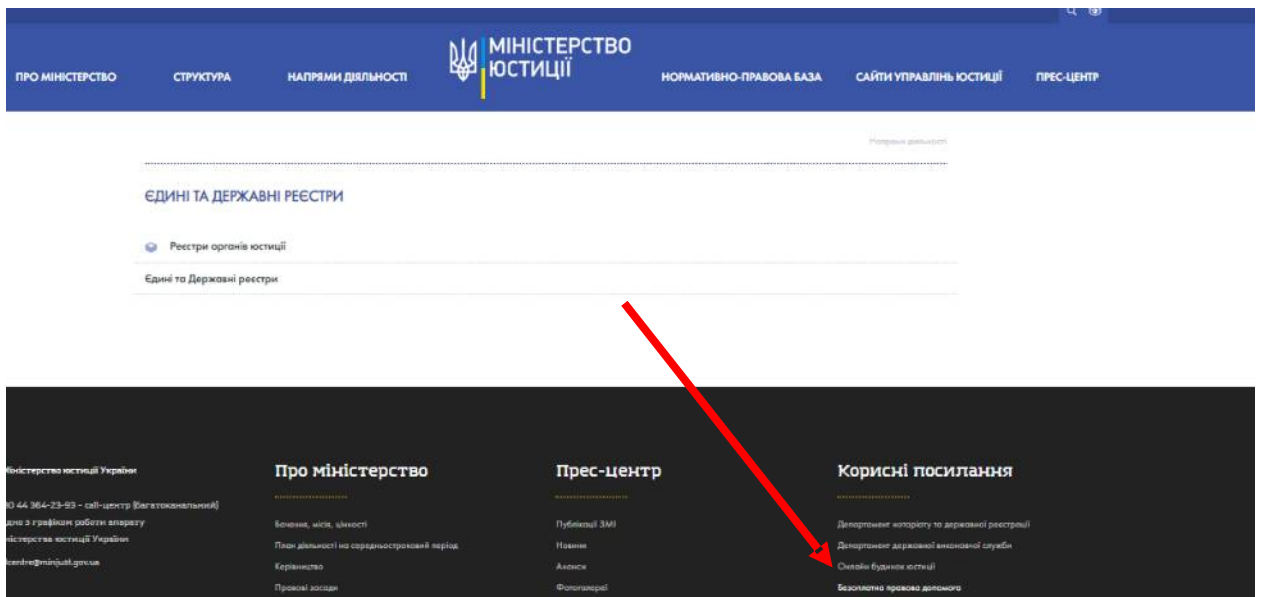 МІНІСТЕРСТВО
ЮСТИЦІЇ
ПРО МІНІСТЕРСТВО СТРУКТУРА НАПРЯМИ ДІЯЛЬНОСТІ НОРМАТИВНО-ПРАВОВА БАЗА САЙТИ УПРАВЛІНЬ ЮСТИЦІЇ ПРЕС-ЦЕНТР
Напрями діяльності
ЄДИНІ ТА ДЕРЖАВНІ РЕЄСТРИ
Реєстри органів юстиції
Єдині та Державні реєстри
Міністерство юстиції України
44 364-23-93 – call-центр (багатоканальний)
з графіком роботи апарату
юстиції України
Про міністерство
Бачення, місія, цінності
План діяльності на середньостроковий період
Керівництво
Правові засади
Прес-центр
Публікації ЗМІ
Новини
Анонси
Фотогалереї
Корисні посилання
Департамент нотаріату та державної реєстрації
Департамент державної виконавчої служби
Онлайн будинок юстиції
Безоплатна правова допомога